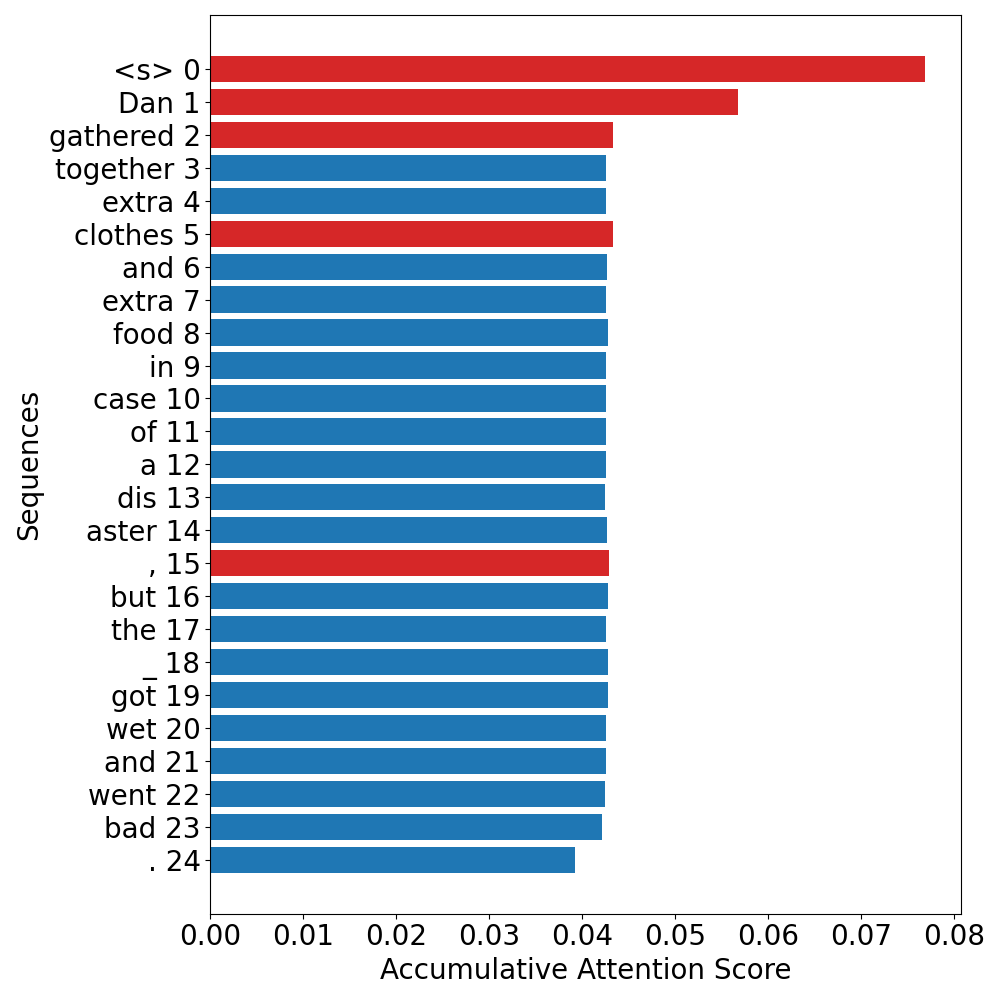 <s> 0
Dan 1
gathered 2
together 3
extra 4
clothes 5
and 6
extra 7
food 8
in 9
case 10
of 11
a 12
dis 13
aster 14
, 15
but 16
the 17
_ 18
got 19
wet 20
and 21
went 22
bad 23
. 24
Sequences
0.00 0.01 0.02 0.03 0.04 0.05 0.06 0.07 0.08
Accumulative Attention Score